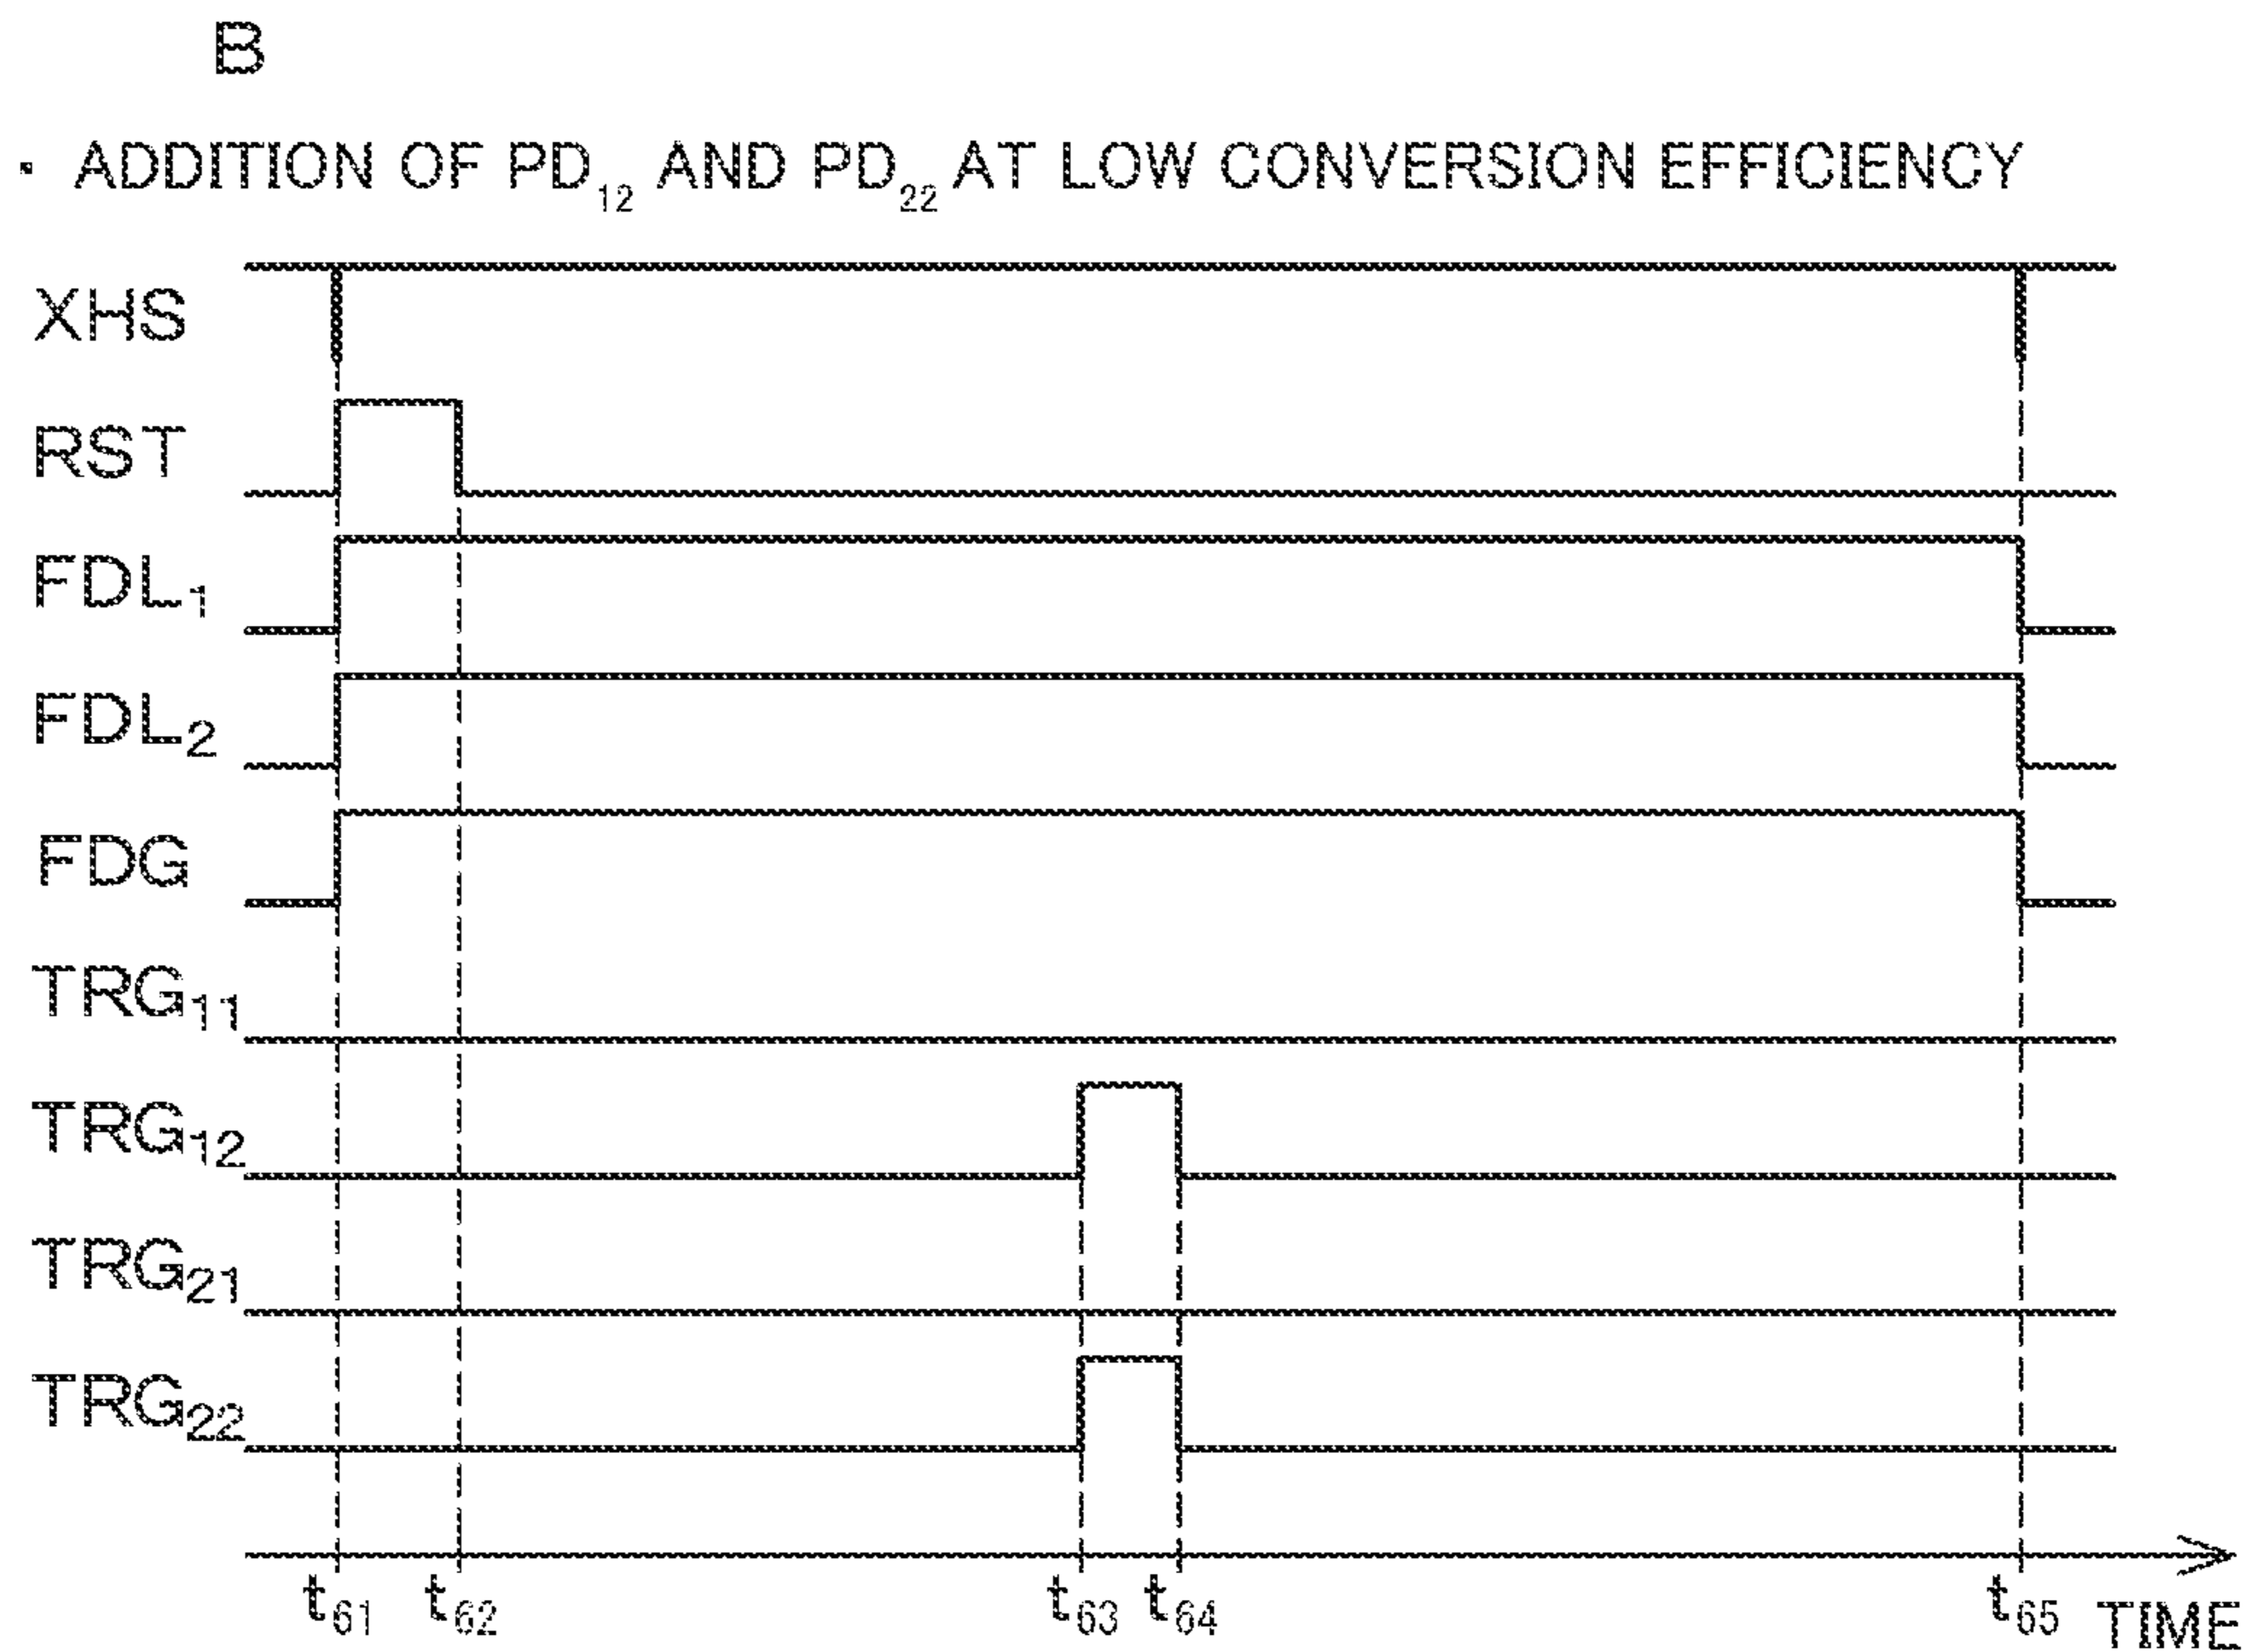 B
· ADDITION OF PD₁₂ AND PD₂₂ AT LOW CONVERSION EFFICIENCY
XHS
RST
FDL₁
FDL₂
FDG
TRG₁₁
TRG₁₂
TRG₂₁
TRG₂₂
t₆₁ t₆₂ t₆₃ t₆₄ t₆₅ TIME